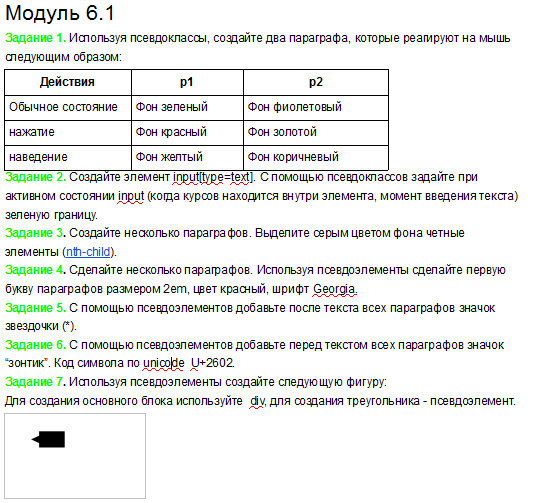 Модуль 6.1
Задание 1. Используя псевдоклассы, создайте два параграфа, которые реагируют на мышь
следующим образом:
Действия p1 p2
Обычное состояние Фон зеленый Фон фиолетовый
нажатие Фон красный Фон золотой
наведение Фон желтый Фон коричневый
Задание 2. Создайте элемент input[type=text]. С помощью псевдоклассов задайте при
активном состоянии input (когда курсов находится внутри элемента, момент введения текста)
зеленую границу.
Задание 3. Создайте несколько параграфов. Выделите серым цветом фона четные
элементы (nth-child).
Задание 4. Сделайте несколько параграфов. Используя псевдоэлементы сделайте первую
букву параграфов размером 2em, цвет красный, шрифт Georgia.
Задание 5. С помощью псевдоэлементов добавьте после текста всех параграфов значок
звездочки (*).
Задание 6. С помощью псевдоэлементов добавьте перед текстом всех параграфов значок
“зонтик”. Код символа по unicode U+2602.
Задание 7. Используя псевдоэлементы создайте следующую фигуру:
Для создания основного блока используйте div, для создания треугольника - псевдоэлемент.